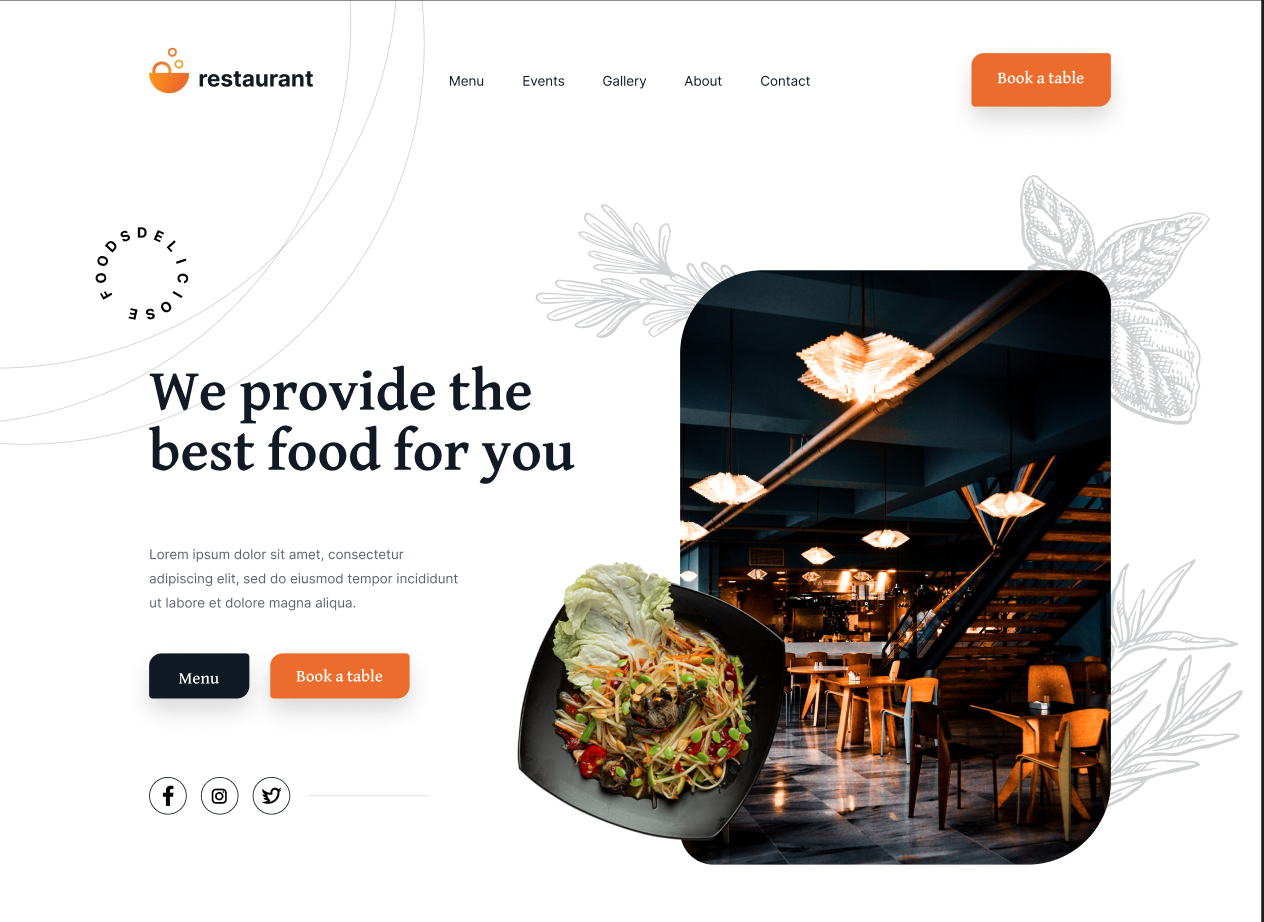 restaurant
Menu
Events
Gallery
About
Contact
Book a table
FOODSDELICIOSE
We provide the
best food for you
Lorem ipsum dolor sit amet, consectetur
adipiscing elit, sed do eiusmod tempor incididunt
ut labore et dolore magna aliqua.
Menu
Book a table